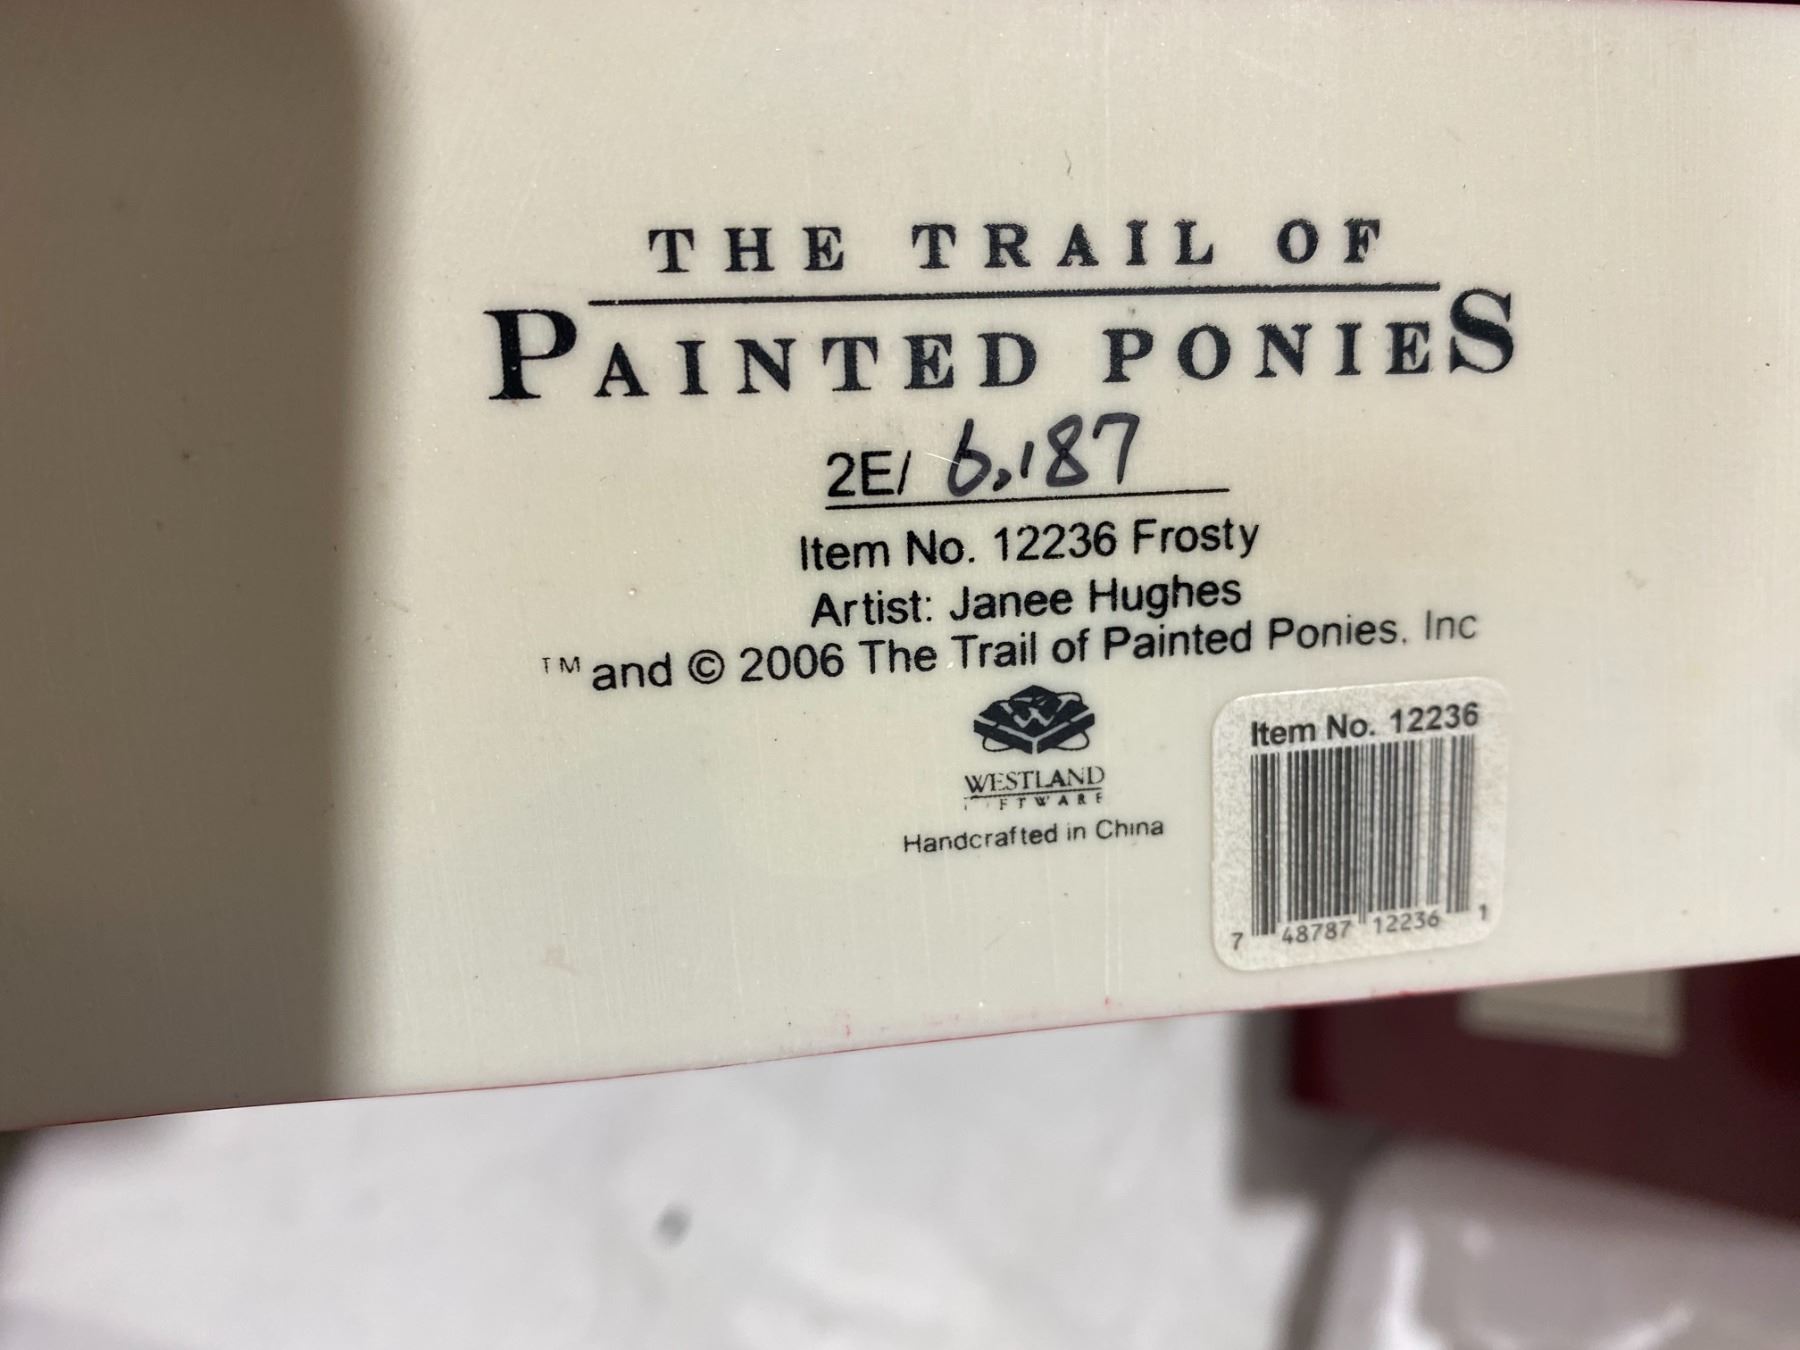 THE TRAIL OF
PAINTED PONIES
2E/ 6,187
Item No. 12236 Frosty
Artist: Janee Hughes
™ and © 2006 The Trail of Painted Ponies. Inc
WESTLAND
Handcrafted in China
Item No. 12236
7 48787 12236 1